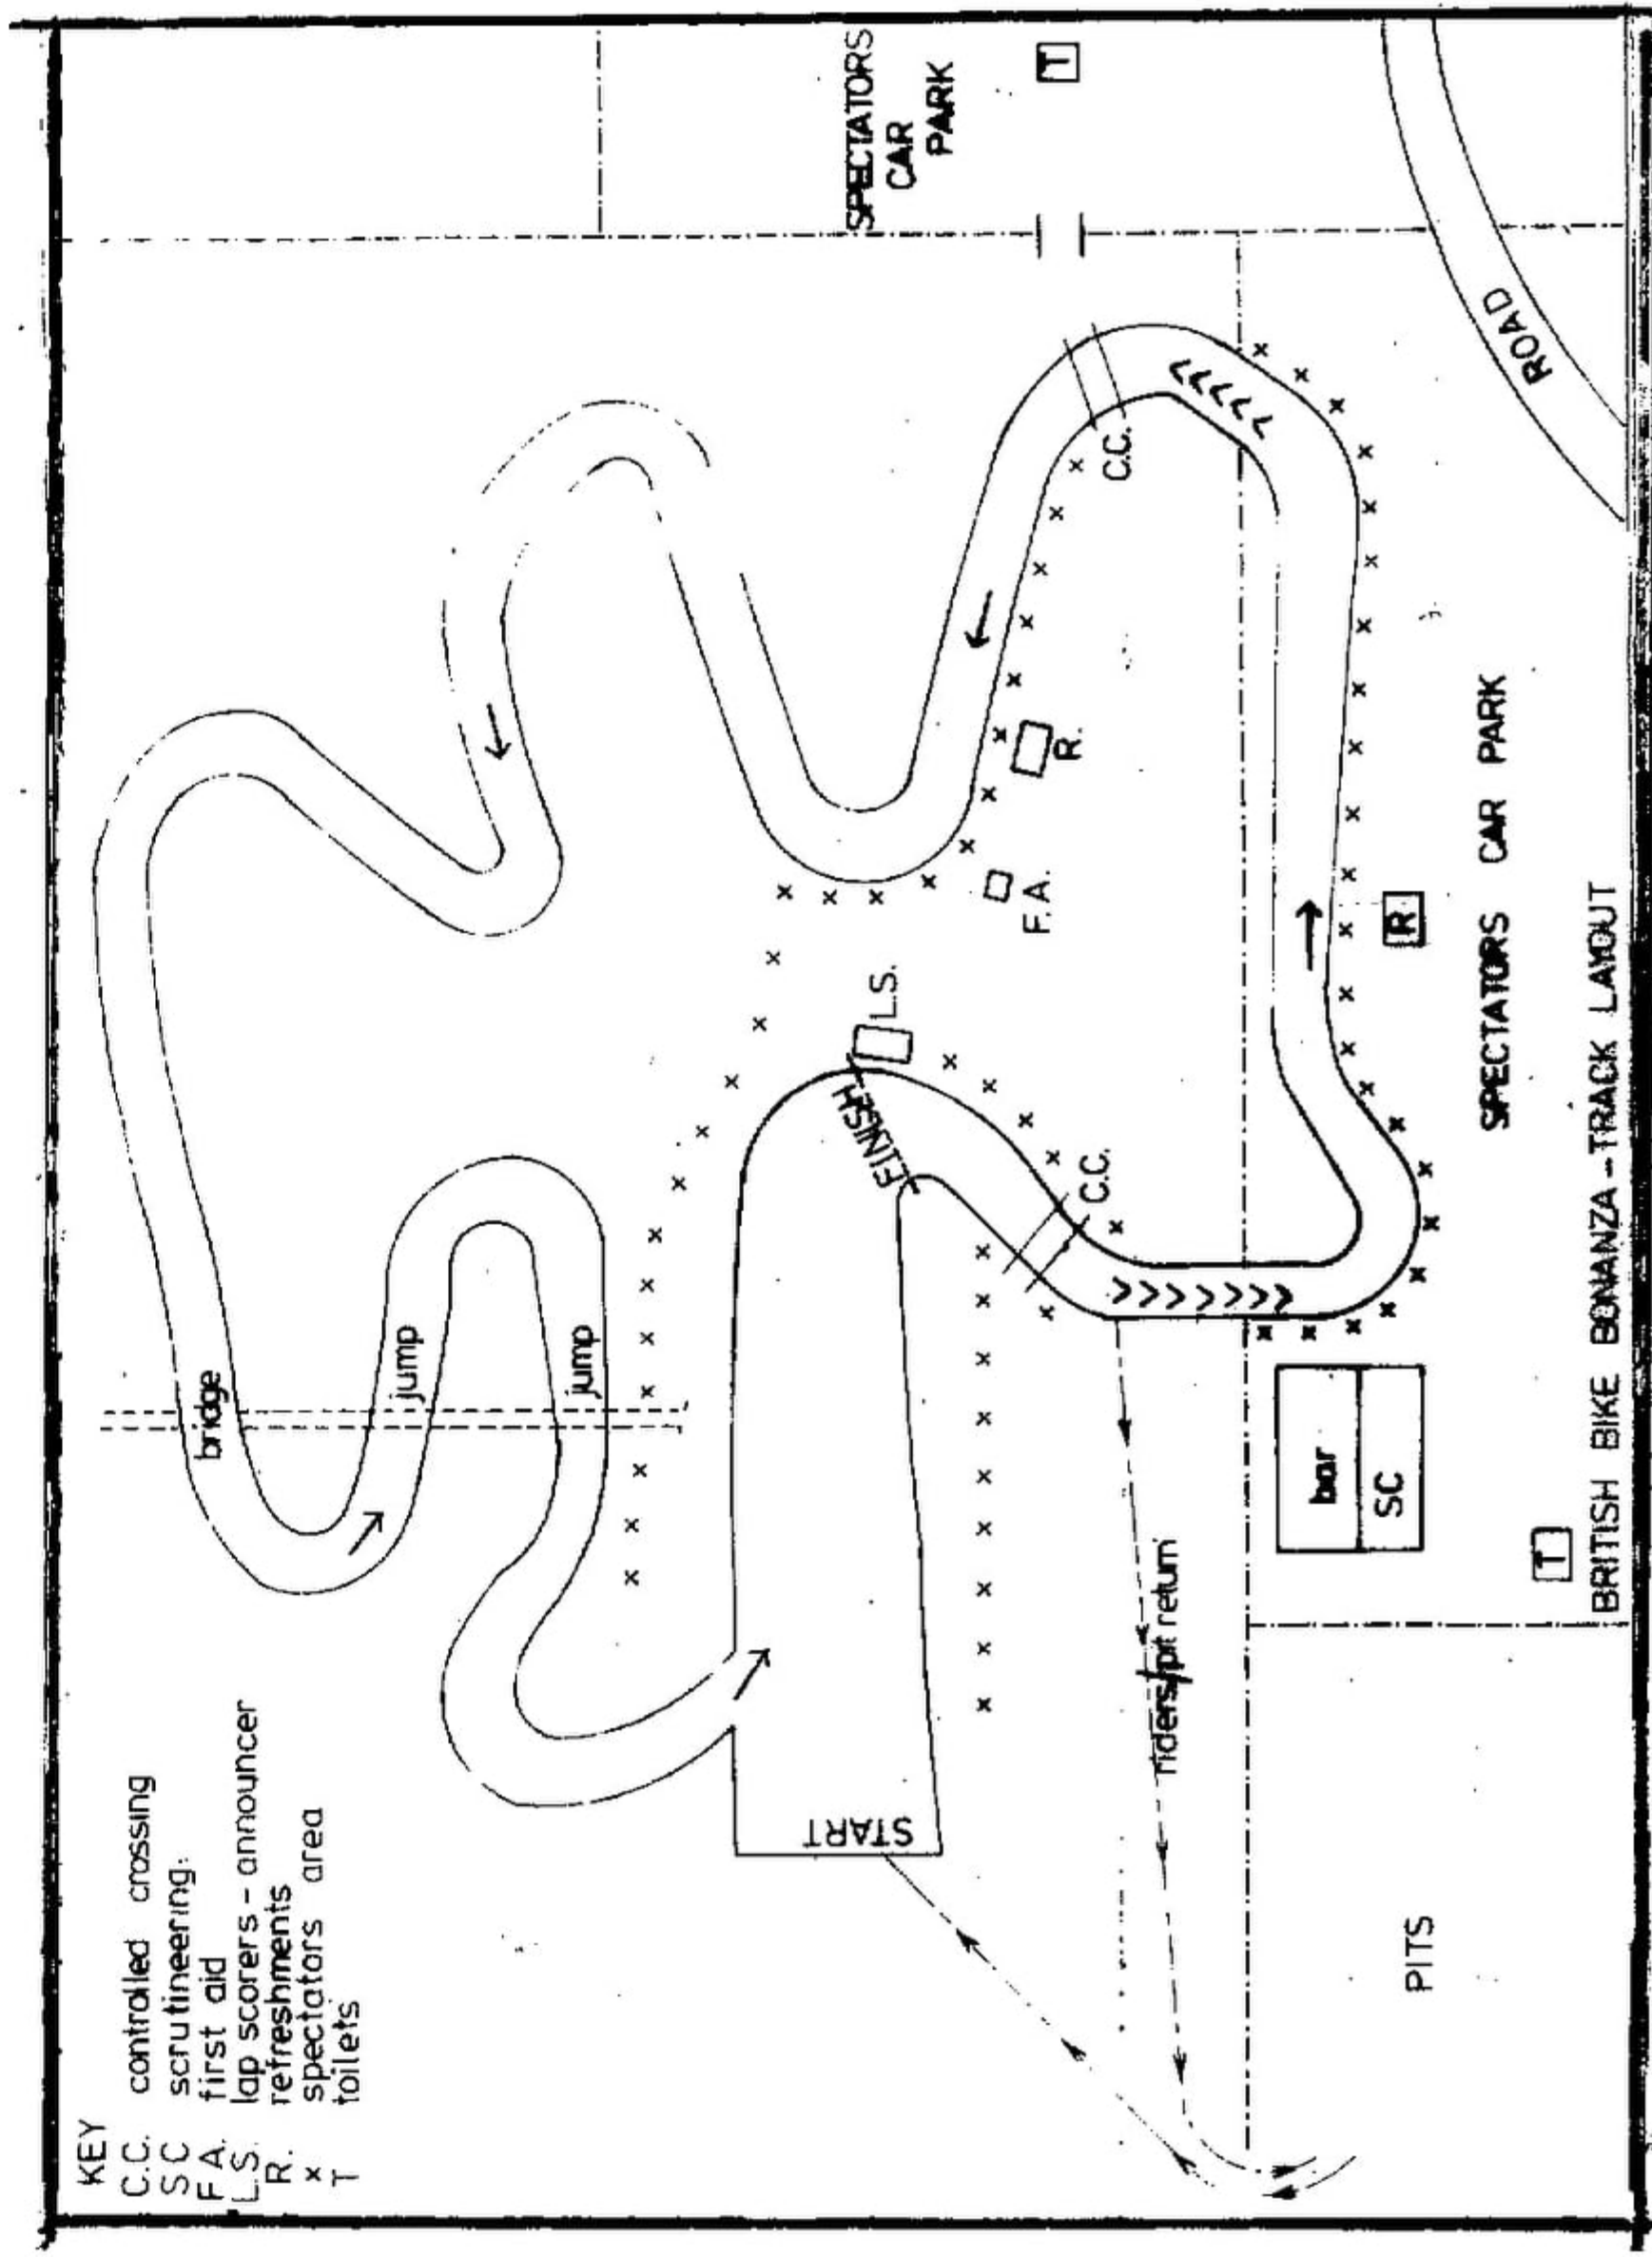 KEY
C.C. controlled crossing
S C scrutineering
F A. first aid
L.S. lap scorers - announcer
R. refreshments
x spectators area
T toilets
bridge
jump
jump
START
FINISH
L.S.
F.A.
R.
C.C.
C.C.
SPECTATORS
CAR
PARK
T
ROAD
riders/pit return
PITS
bar
SC
T
R
SPECTATORS CAR PARK
BRITISH BIKE BONANZA - TRACK LAYOUT